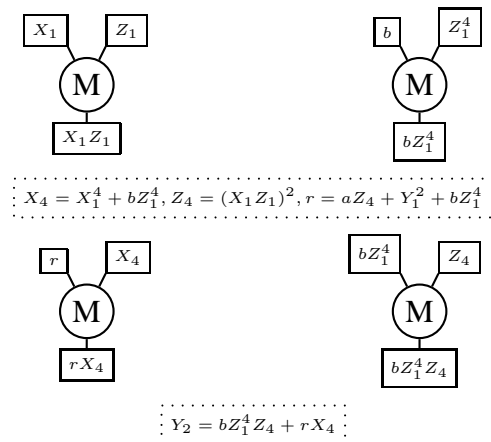 X_1 Z_1 b Z_1^4
M M
X_1Z_1 bZ_1^4
X_4 = X_1^4 + bZ_1^4, Z_4 = (X_1Z_1)^2, r = aZ_4 + Y_1^2 + bZ_1^4
r X_4 bZ_1^4 Z_4
M M
rX_4 bZ_1^4Z_4
Y_2 = bZ_1^4Z_4 + rX_4